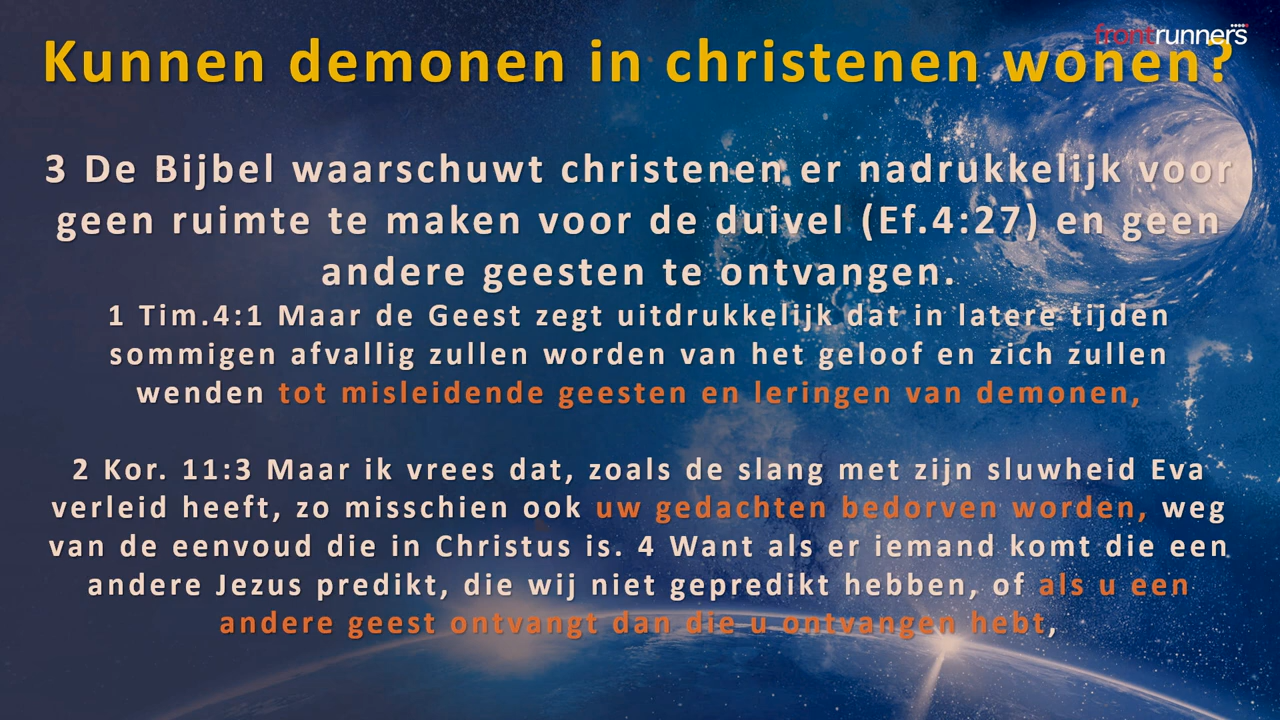 frontrunners
Kunnen demonen in christenen wonen?
3 De Bijbel waarschuwt christenen er nadrukkelijk voor
geen ruimte te maken voor de duivel (Ef.4:27) en geen
andere geesten te ontvangen.
1 Tim.4:1 Maar de Geest zegt uitdrukkelijk dat in latere tijden
sommigen afvallig zullen worden van het geloof en zich zullen
wenden tot misleidende geesten en leringen van demonen,
2 Kor. 11:3 Maar ik vrees dat, zoals de slang met zijn sluwheid Eva
verleid heeft, zo misschien ook uw gedachten bedorven worden, weg
van de eenvoud die in Christus is. 4 Want als er iemand komt die een
andere Jezus predikt, die wij niet gepredikt hebben, of als u een
andere geest ontvangt dan die u ontvangen hebt,